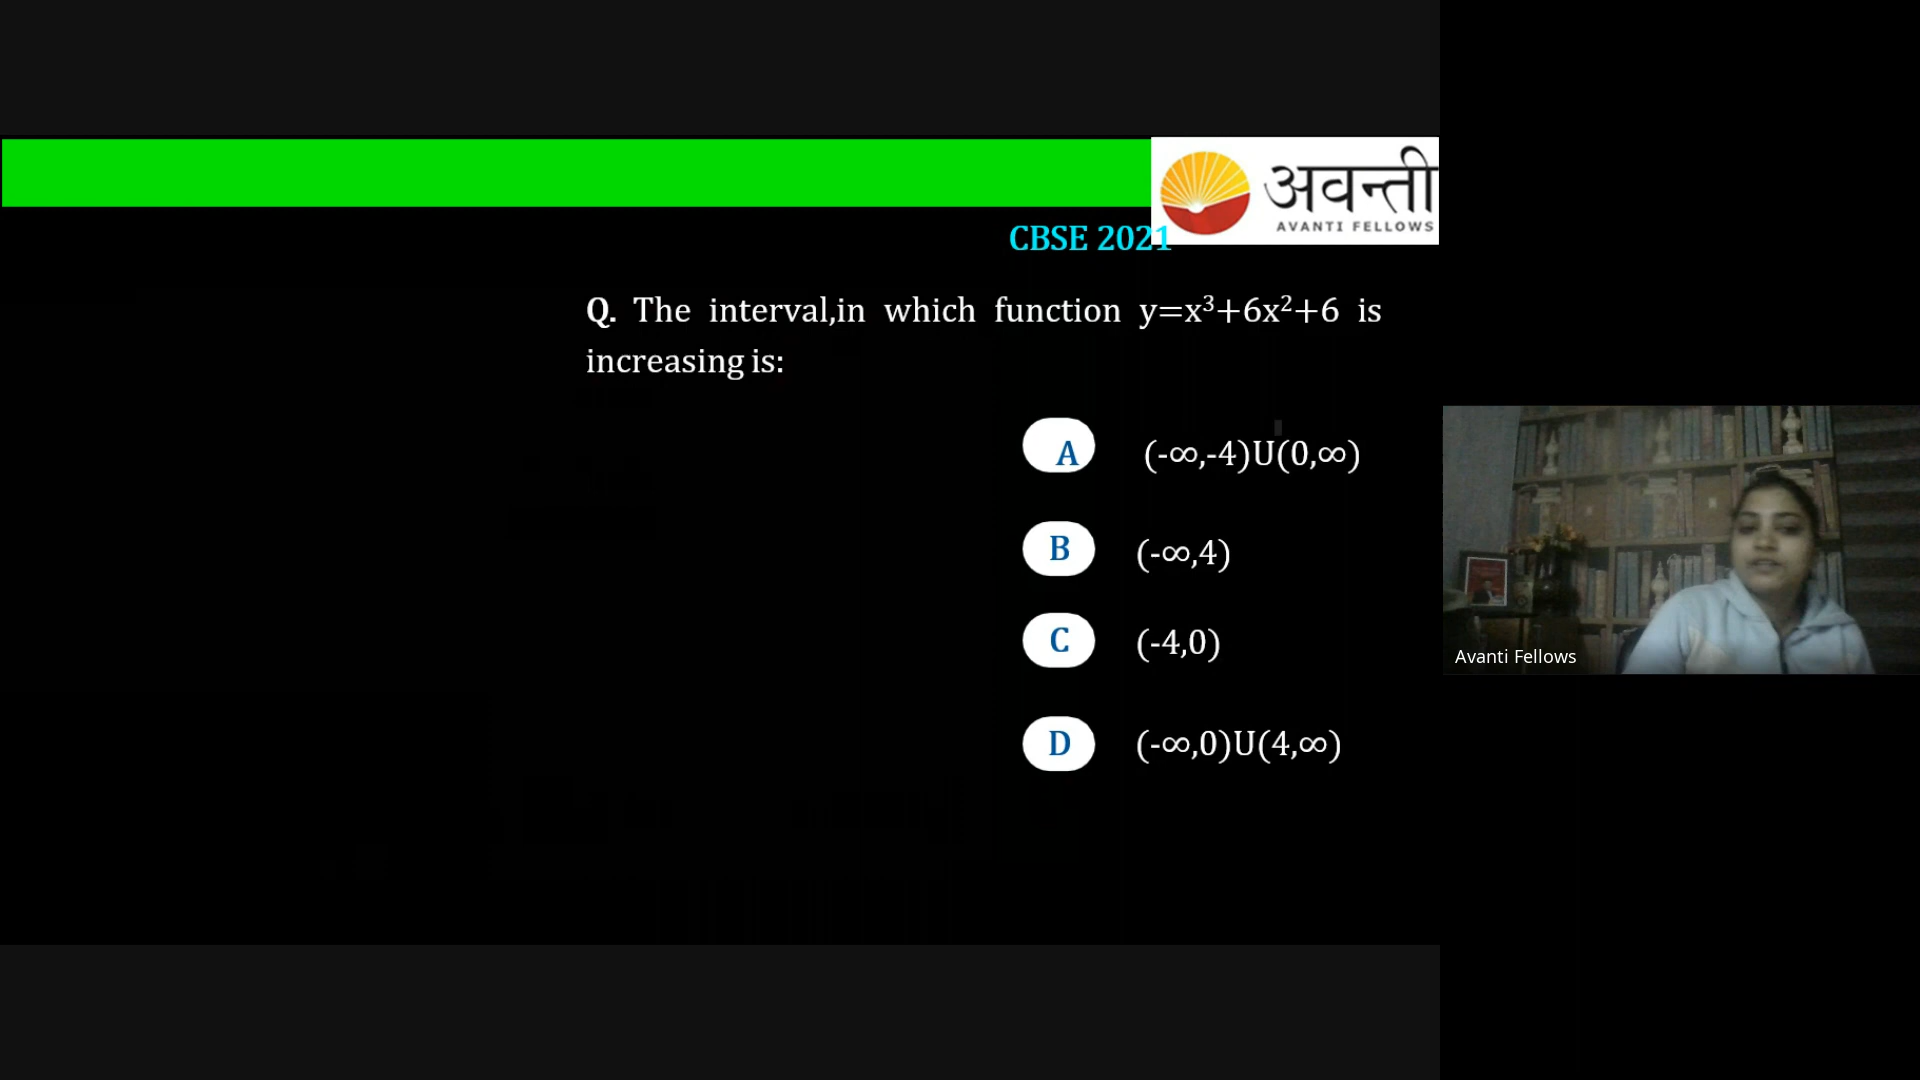 अवन्ती
AVANTI FELLOWS
CBSE 2021
Q. The interval,in which function y=x³+6x²+6 is
increasing is:
A (-∞,-4)U(0,∞)
B (-∞,4)
C (-4,0)
D (-∞,0)U(4,∞)
Avanti Fellows